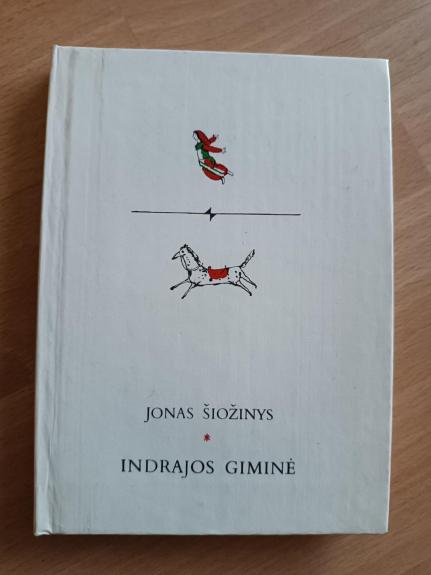 JONAS ŠIOŽINYS
*
INDRAJOS GIMINĖ